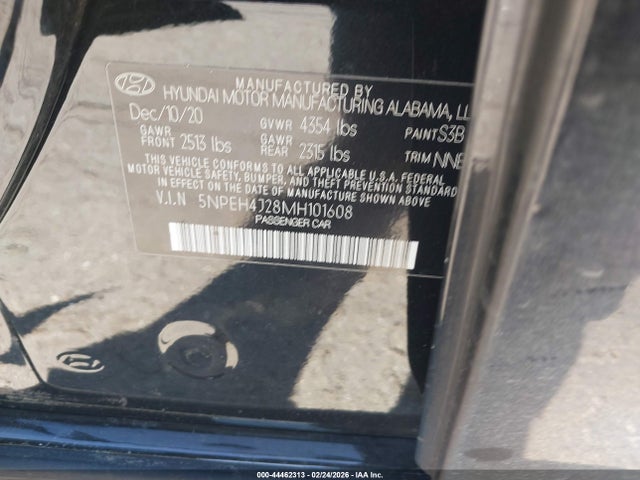 MANUFACTURED BY
HYUNDAI MOTOR MANUFACTURING ALABAMA, LL
Dec/10/20 GVWR 4354 lbs PAINT S3B
GAWR FRONT 2513 lbs GAWR REAR 2315 lbs TRIM NNB
THIS VEHICLE CONFORMS TO ALL APPLICABLE U.S.A. FEDERAL
MOTOR VEHICLE SAFETY, BUMPER, AND THEFT PREVENTION STANDARDS
IN EFFECT ON THE DATE OF MANUFACTURE SHOWN ABOVE.
V.I.N 5NPEH4J28MH101608
PASSENGER CAR
000-44462313 - 02/24/2026 - IAA Inc.